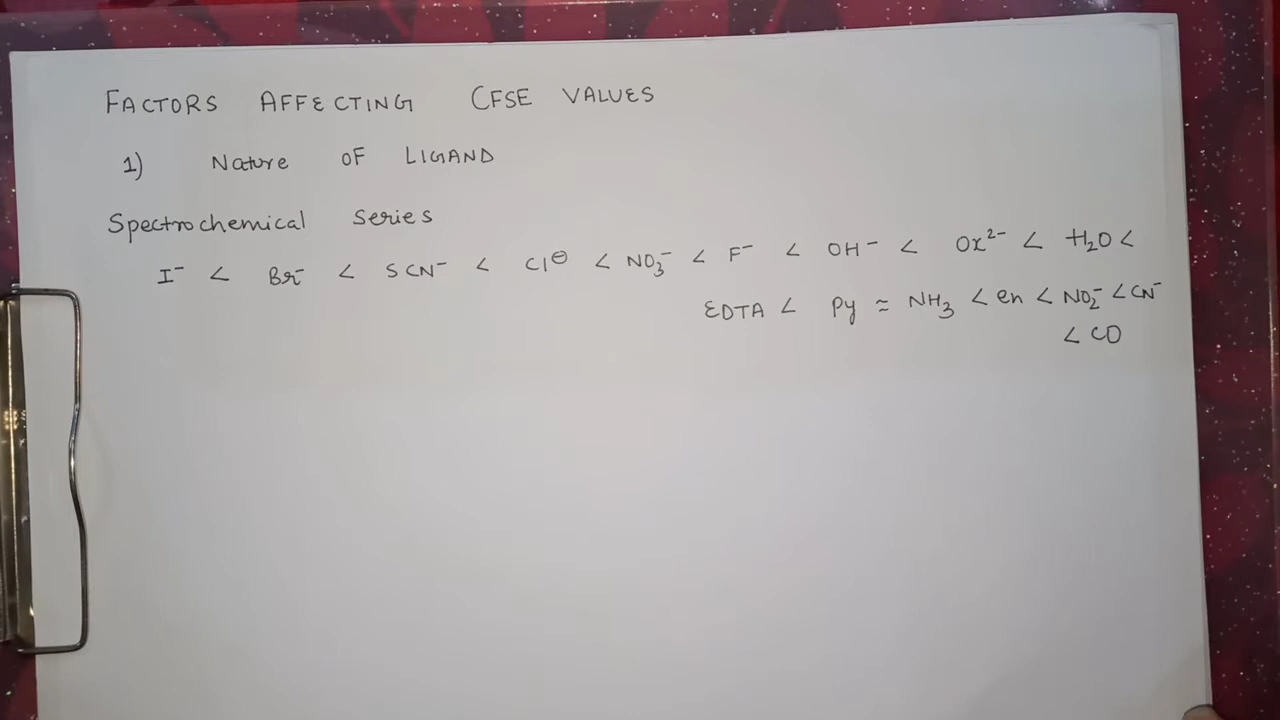 FACTORS AFFECTING CFSE VALUES
1) Nature OF LIGAND
Spectrochemical Series
I⁻ < Br⁻ < SCN⁻ < Cl⊖ < NO₃⁻ < F⁻ < OH⁻ < Ox²⁻ < H₂O <
EDTA < Py ≈ NH₃ < en < NO₂⁻ < CN⁻
< CO